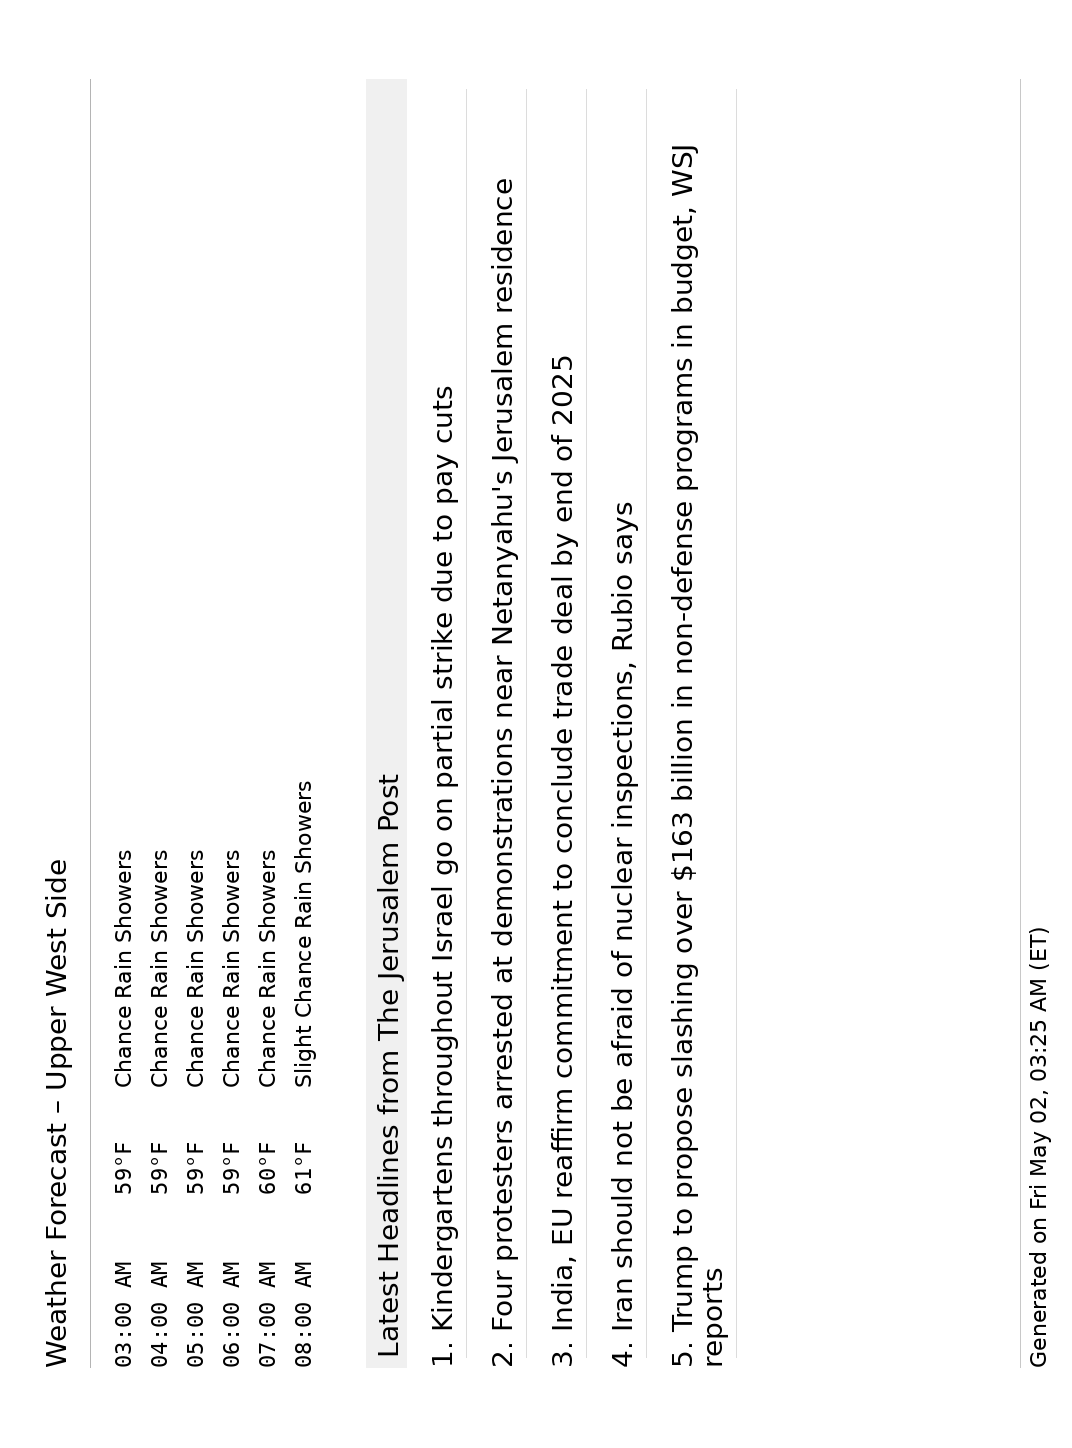 Weather Forecast – Upper West Side
03:00 AM 59°F Chance Rain Showers
04:00 AM 59°F Chance Rain Showers
05:00 AM 59°F Chance Rain Showers
06:00 AM 59°F Chance Rain Showers
07:00 AM 60°F Chance Rain Showers
08:00 AM 61°F Slight Chance Rain Showers
Latest Headlines from The Jerusalem Post
1. Kindergartens throughout Israel go on partial strike due to pay cuts
2. Four protesters arrested at demonstrations near Netanyahu's Jerusalem residence
3. India, EU reaffirm commitment to conclude trade deal by end of 2025
4. Iran should not be afraid of nuclear inspections, Rubio says
5. Trump to propose slashing over $163 billion in non-defense programs in budget, WSJ
reports
Generated on Fri May 02, 03:25 AM (ET)